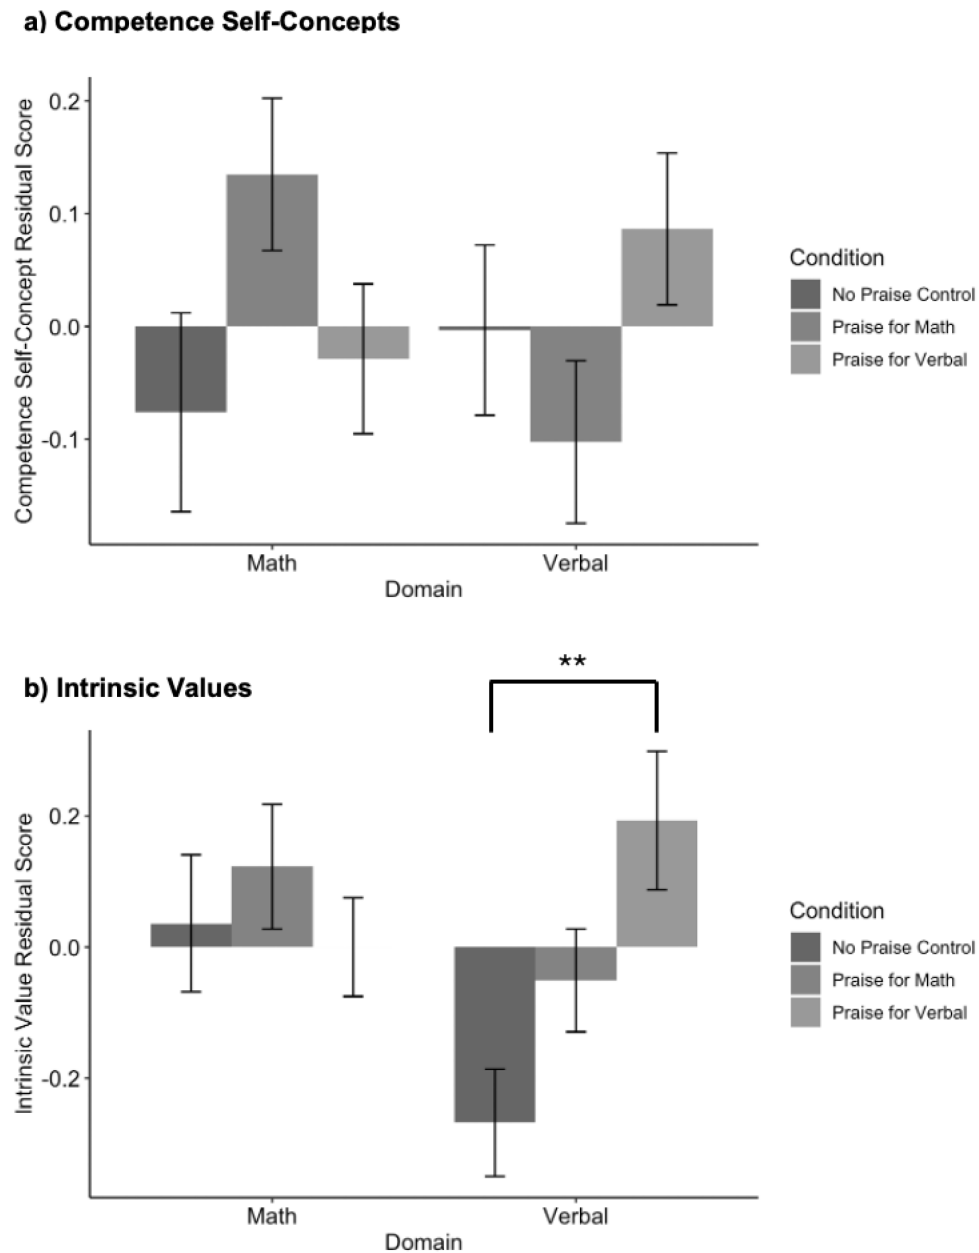 a) Competence Self-Concepts
Competence Self-Concept Residual Score
0.2
0.1
0.0
-0.1
Math
Verbal
Domain
Condition
No Praise Control
Praise for Math
Praise for Verbal
b) Intrinsic Values
**
Intrinsic Value Residual Score
0.2
0.0
-0.2
Math
Verbal
Domain
Condition
No Praise Control
Praise for Math
Praise for Verbal